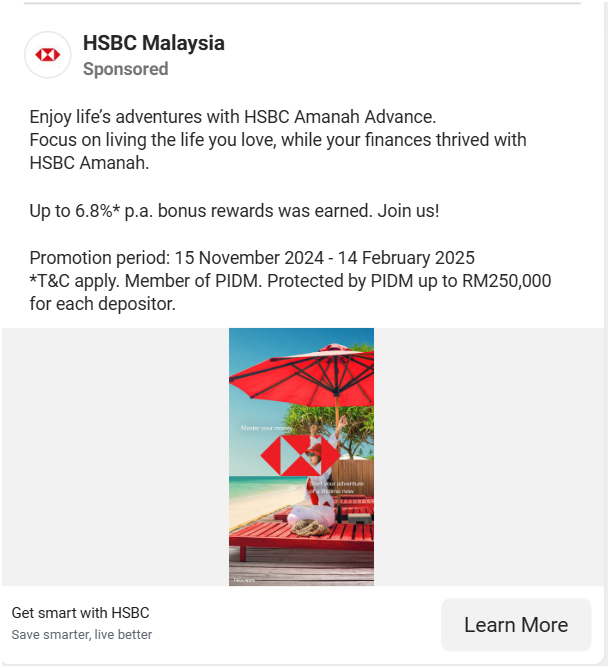 HSBC Malaysia
Sponsored
Enjoy life’s adventures with HSBC Amanah Advance.
Focus on living the life you love, while your finances thrived with
HSBC Amanah.
Up to 6.8%* p.a. bonus rewards was earned. Join us!
Promotion period: 15 November 2024 - 14 February 2025
*T&C apply. Member of PIDM. Protected by PIDM up to RM250,000
for each depositor.
Master your money.
Start your adventure
of a lifetime now
Get smart with HSBC
Save smarter, live better
Learn More